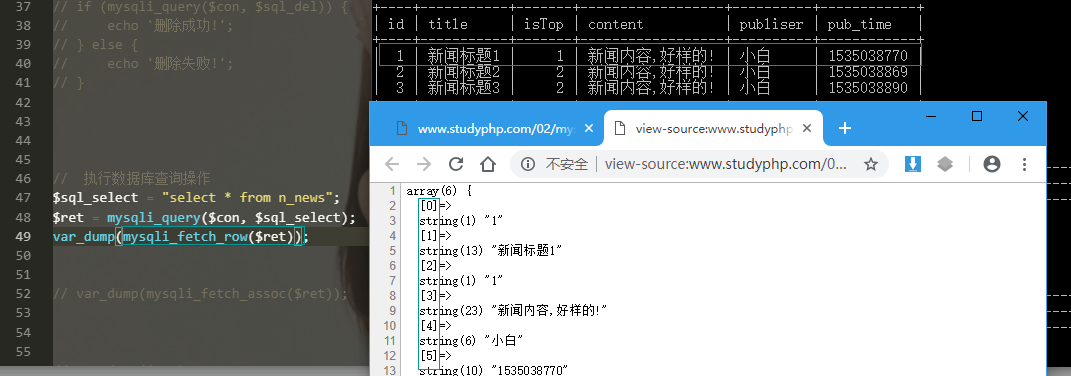 37 // if (mysqli_query($con, $sql_del)) {
38 //     echo '删除成功!';
39 // } else {
40 //     echo '删除失败!';
41 // }
42
43
44
45
46 //  执行数据库查询操作
47 $sql_select = "select * from n_news";
48 $ret = mysqli_query($con, $sql_select);
49 var_dump(mysqli_fetch_row($ret));
50
51
52 // var_dump(mysqli_fetch_assoc($ret));
53
54
55
| id | title | isTop | content | publiser | pub_time |
| 1 | 新闻标题1 | 1 | 新闻内容,好样的! | 小白 | 1535038770 |
| 2 | 新闻标题2 | 2 | 新闻内容,好样的! | 小白 | 1535038869 |
| 3 | 新闻标题3 | 2 | 新闻内容,好样的! | 小白 | 1535038890 |
www.studyphp.com/02/my
view-source:www.studyphp
不安全 | view-source:www.studyphp.com/0...
1 array(6) {
2 [0]=>
3 string(1) "1"
4 [1]=>
5 string(13) "新闻标题1"
6 [2]=>
7 string(1) "1"
8 [3]=>
9 string(23) "新闻内容,好样的!"
10 [4]=>
11 string(6) "小白"
12 [5]=>
13 string(10) "1535038770"